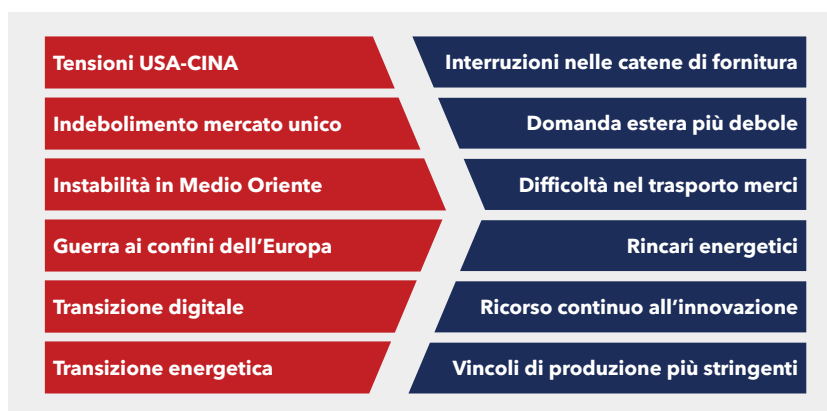 Tensioni USA-CINA
Interruzioni nelle catene di fornitura
Indebolimento mercato unico
Domanda estera più debole
Instabilità in Medio Oriente
Difficoltà nel trasporto merci
Guerra ai confini dell’Europa
Rincari energetici
Transizione digitale
Ricorso continuo all’innovazione
Transizione energetica
Vincoli di produzione più stringenti